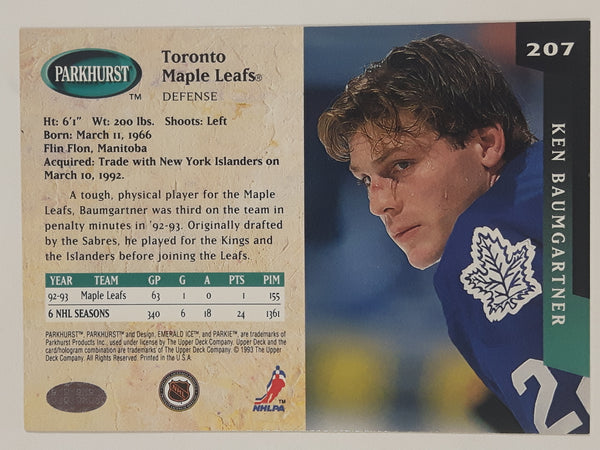 PARKHURST
TM
Toronto
Maple Leafs®
DEFENSE
Ht: 6'1" Wt: 200 lbs. Shoots: Left
Born: March 11, 1966
Flin Flon, Manitoba
Acquired: Trade with New York Islanders on
March 10, 1992.
A tough, physical player for the Maple
Leafs, Baumgartner was third on the team in
penalty minutes in '92-93. Originally drafted
by the Sabres, he played for the Kings and
the Islanders before joining the Leafs.
YEAR TEAM GP G A PTS PIM
92-93 Maple Leafs 63 1 0 1 155
6 NHL SEASONS 340 6 18 24 1361
PARKHURST™, PARKHURST™ and Design, EMERALD ICE™, and PARKIE™, are trademarks of
Parkhurst Products Inc., used under license by The Upper Deck Company. Upper Deck and the
card/hologram combination are trademarks of The Upper Deck Company. © 1993 The Upper
Deck Company. All Rights Reserved. Printed in the U.S.A.
NHLPA™
207
KEN BAUMGARTNER
2